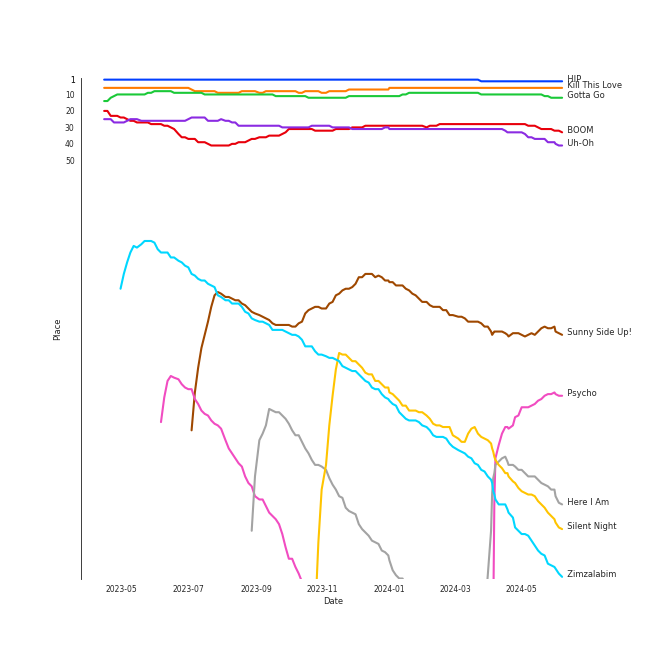 HIP
1
Kill This Love
10
Gotta Go
20
30
BOOM
40
Uh-Oh
50
Place
Sunny Side Up!
Psycho
Here I Am
Silent Night
Zimzalabim
2023-05 2023-07 2023-09 2023-11 2024-01 2024-03 2024-05
Date